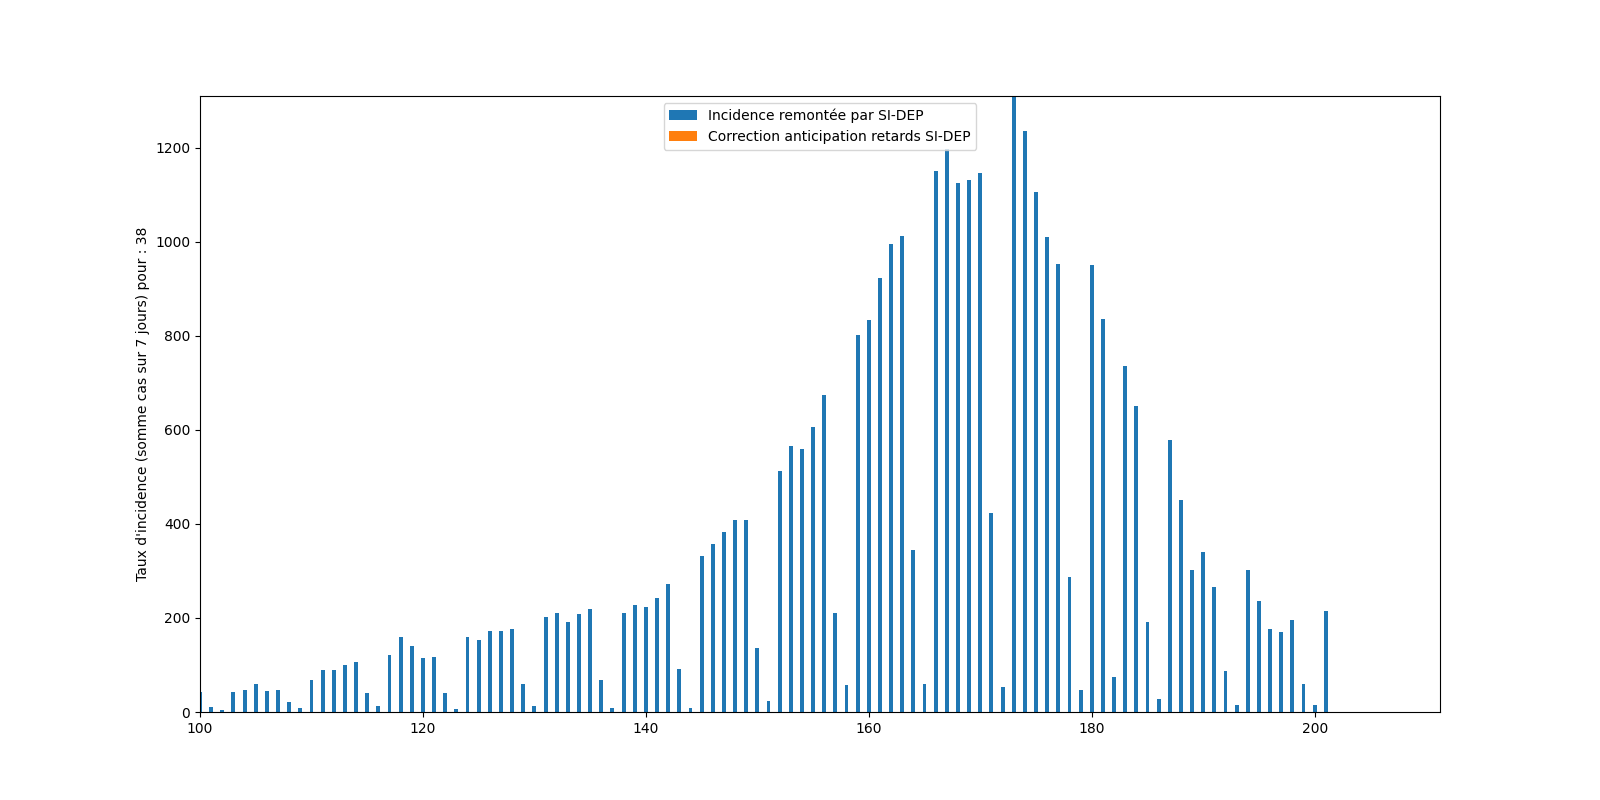 Incidence remontée par SI-DEP
Correction anticipation retards SI-DEP
Taux d'incidence (somme cas sur 7 jours) pour : 38
1200
1000
800
600
400
200
0
100 120 140 160 180 200